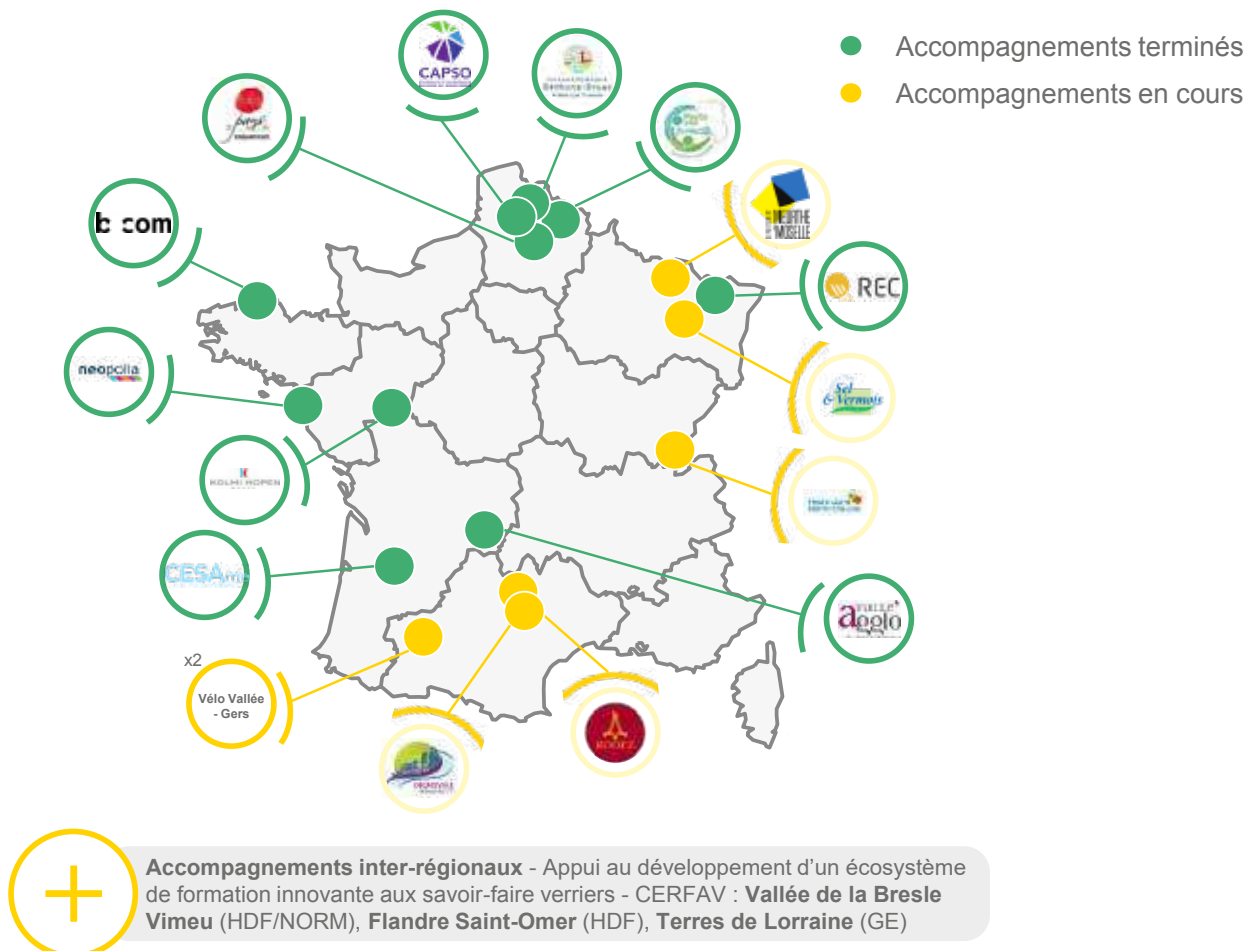 Accompagnements terminés
Accompagnements en cours
CAPSO
pays
b com
REC
neopolia
Sel
& Vermois
KOLMI HOPEN
CESA
agglo
x2
Vélo Vallée
- Gers
RODEZ
Accompagnements inter-régionaux - Appui au développement d'un écosystème
de formation innovante aux savoir-faire verriers - CERFAV : Vallée de la Bresle
Vimeu (HDF/NORM), Flandre Saint-Omer (HDF), Terres de Lorraine (GE)